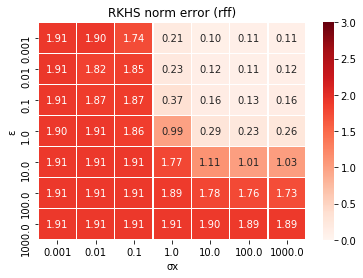 RKHS norm error (rff)
0.001 1.91 1.90 1.74 0.21 0.10 0.11 0.11
0.01 1.91 1.82 1.85 0.23 0.12 0.11 0.12
0.1 1.91 1.87 1.87 0.37 0.16 0.13 0.16
1.0 1.90 1.91 1.86 0.99 0.29 0.23 0.26
10.0 1.91 1.91 1.91 1.77 1.11 1.01 1.03
100.0 1.91 1.91 1.91 1.89 1.78 1.76 1.73
1000.0 1.91 1.91 1.91 1.91 1.90 1.89 1.89
0.001 0.01 0.1 1.0 10.0 100.0 1000.0
σx
ε
3.0
2.5
2.0
1.5
1.0
0.5
0.0